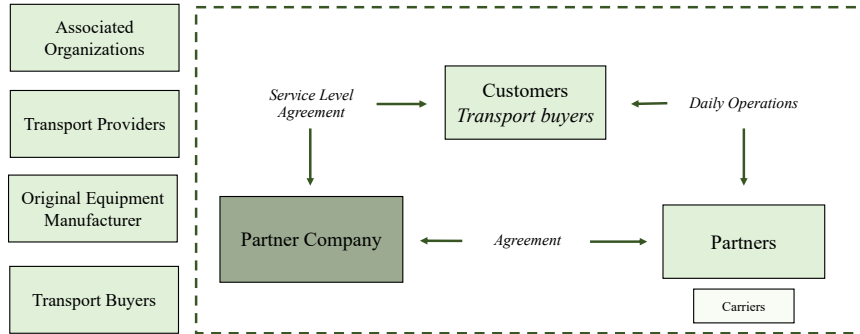 Associated
Organizations
Transport Providers
Original Equipment
Manufacturer
Transport Buyers
Service Level
Agreement
Customers
Transport buyers
Daily Operations
Partner Company
Agreement
Partners
Carriers